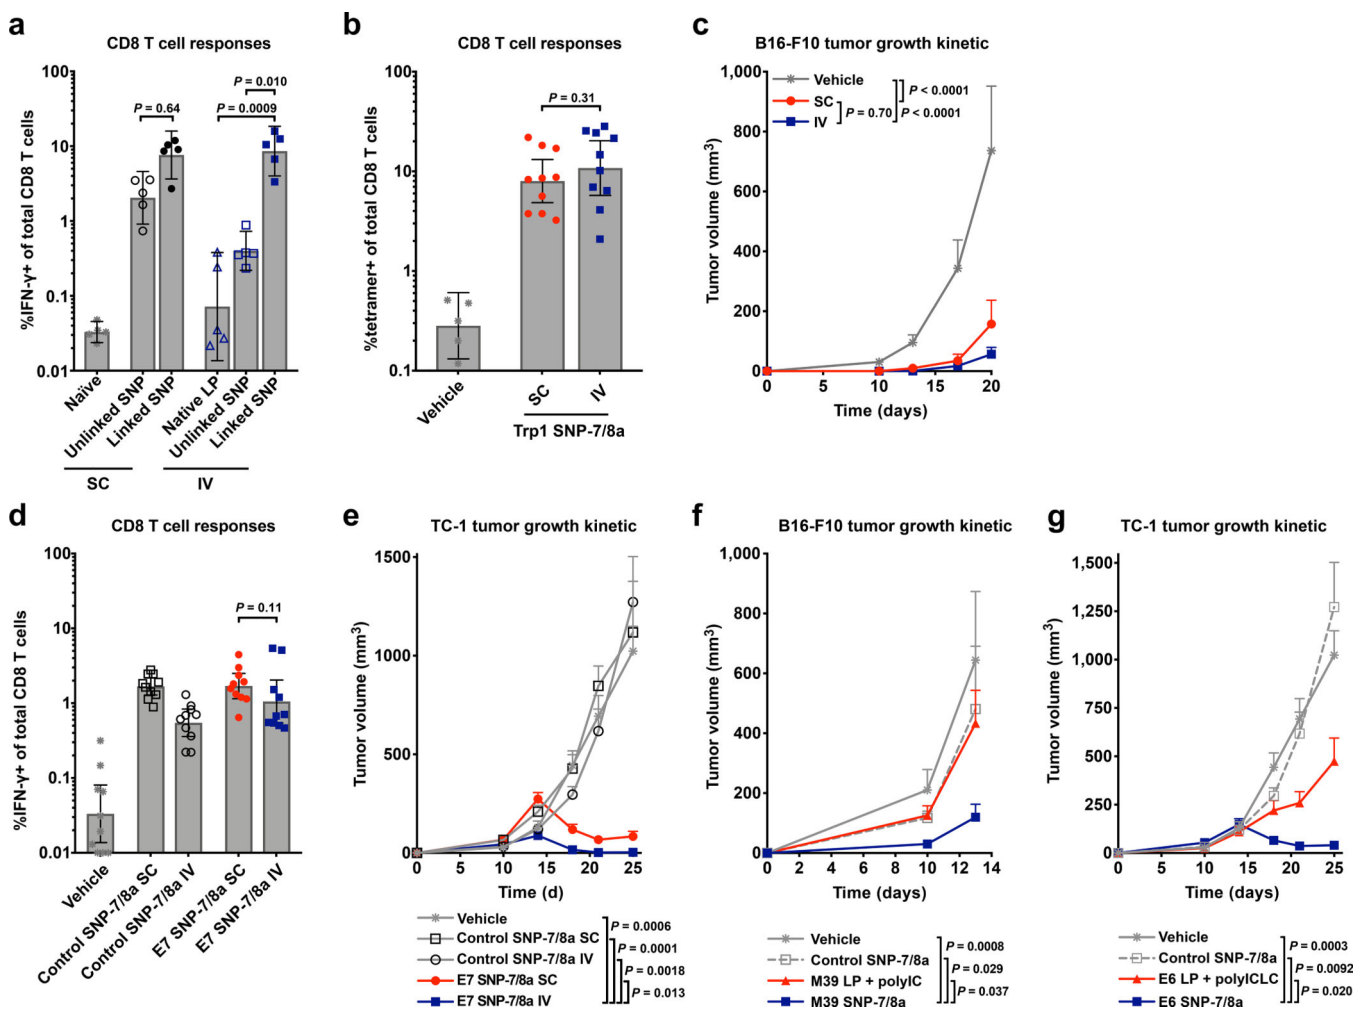 a
CD8 T cell responses
%IFN-γ+ of total CD8 T cells
100
10
1
0.1
0.01
P = 0.64
P = 0.010
P = 0.0009
Naïve
Unlinked SNP
Linked SNP
Native LP
Unlinked SNP
Linked SNP
SC
IV
b
CD8 T cell responses
%tetramer+ of total CD8 T cells
100
10
1
0.1
P = 0.31
Vehicle
SC
IV
Trp1 SNP-7/8a
c
B16-F10 tumor growth kinetic
Tumor volume (mm3)
1,000
800
600
400
200
0
Vehicle
SC
IV
P = 0.70
P < 0.0001
P < 0.0001
0 5 10 15 20
Time (days)
d
CD8 T cell responses
%IFN-γ+ of total CD8 T cells
100
10
1
0.1
0.01
P = 0.11
Vehicle
Control SNP-7/8a SC
Control SNP-7/8a IV
E7 SNP-7/8a SC
E7 SNP-7/8a IV
e
TC-1 tumor growth kinetic
Tumor volume (mm3)
1500
1000
500
0
0 5 10 15 20 25
Time (d)
Vehicle
Control SNP-7/8a SC
Control SNP-7/8a IV
E7 SNP-7/8a SC
E7 SNP-7/8a IV
P = 0.0006
P = 0.0001
P = 0.0018
P = 0.013
f
B16-F10 tumor growth kinetic
Tumor volume (mm3)
1,000
800
600
400
200
0
0 2 4 6 8 10 12 14
Time (days)
Vehicle
Control SNP-7/8a
M39 LP + polyIC
M39 SNP-7/8a
P = 0.0008
P = 0.029
P = 0.037
g
TC-1 tumor growth kinetic
Tumor volume (mm3)
1,500
1,250
1,000
750
500
250
0
0 5 10 15 20 25
Time (days)
Vehicle
Control SNP-7/8a
E6 LP + polyICLC
E6 SNP-7/8a
P = 0.0003
P = 0.0092
P = 0.020